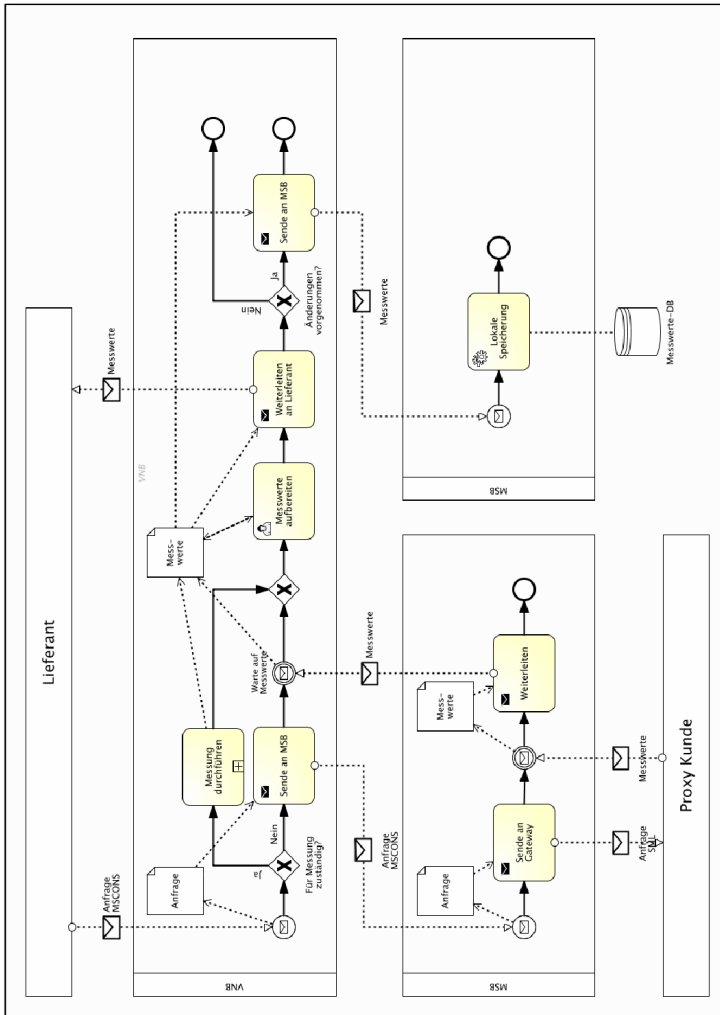 Lieferant
Anfrage
MSCONS
Messwerte
VNB
VNB
Anfrage
Für Messung
zuständig?
Ja
Nein
Messung
durchführen
Sende an MSB
Warte auf
Messwerte
Mess-
werte
Messwerte
aufbereiten
Weiterleiten
an Lieferant
Änderungen
vorgenommen?
Nein
Ja
Sende an MSB
Anfrage
MSCONS
Messwerte
Messwerte
MSB
Anfrage
Sende an
Gateway
Mess-
werte
Weiterleiten
MSB
Lokale
Speicherung
Messwerte-DB
Anfrage
SML
Messwerte
Proxy Kunde